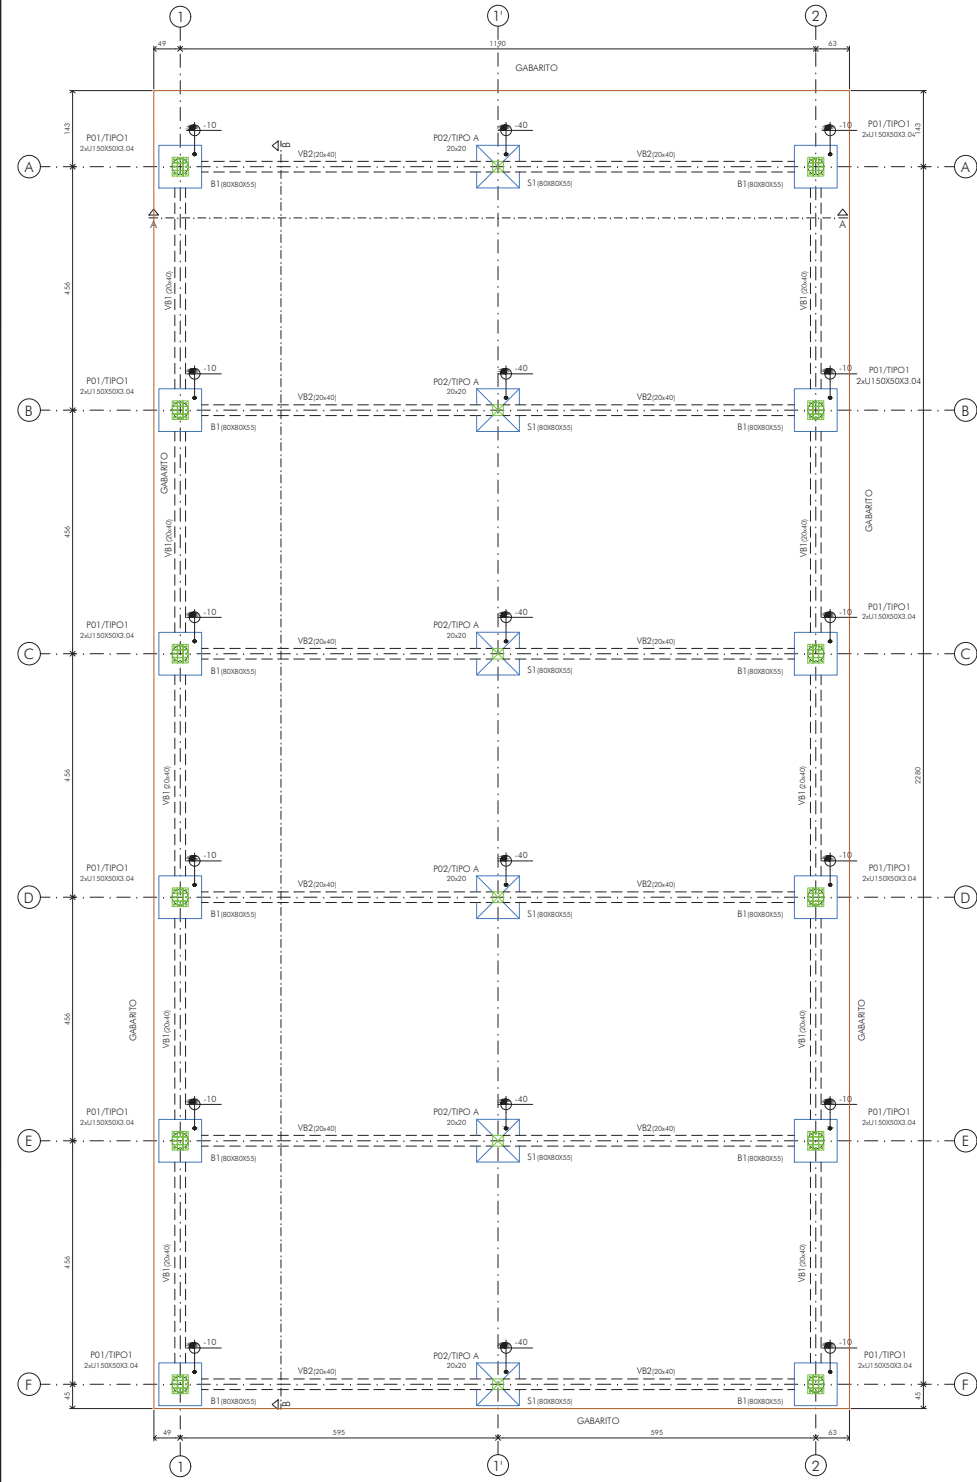 1
1'
2
49
1190
63
GABARITO
143
P01/TIPO1
2xU150X50X3.04
-10
B
P02/TIPO A
20x20
-40
-10
P01/TIPO1
2xU150X50X3.04
143
A
VB2(20x40)
VB2(20x40)
A
B1(80X80X55)
S1(80X80X55)
B1(80X80X55)
A
A
456
VB1(20x40)
VB1(20x40)
P01/TIPO1
2xU150X50X3.04
-10
P02/TIPO A
20x20
-40
-10
P01/TIPO1
2xU150X50X3.04
B
VB2(20x40)
VB2(20x40)
B
B1(80X80X55)
S1(80X80X55)
B1(80X80X55)
GABARITO
GABARITO
456
VB1(20x40)
VB1(20x40)
P01/TIPO1
2xU150X50X3.04
-10
P02/TIPO A
20x20
-40
-10
P01/TIPO1
2xU150X50X3.04
C
VB2(20x40)
VB2(20x40)
C
B1(80X80X55)
S1(80X80X55)
B1(80X80X55)
456
VB1(20x40)
VB1(20x40)
2280
P01/TIPO1
2xU150X50X3.04
-10
P02/TIPO A
20x20
-40
-10
P01/TIPO1
2xU150X50X3.04
D
VB2(20x40)
VB2(20x40)
D
B1(80X80X55)
S1(80X80X55)
B1(80X80X55)
GABARITO
GABARITO
456
VB1(20x40)
VB1(20x40)
P01/TIPO1
2xU150X50X3.04
-10
P02/TIPO A
20x20
-40
-10
P01/TIPO1
2xU150X50X3.04
E
VB2(20x40)
VB2(20x40)
E
B1(80X80X55)
S1(80X80X55)
B1(80X80X55)
456
VB1(20x40)
VB1(20x40)
P01/TIPO1
2xU150X50X3.04
-10
P02/TIPO A
20x20
-40
-10
P01/TIPO1
2xU150X50X3.04
F
VB2(20x40)
VB2(20x40)
F
45
B1(80X80X55)
B
S1(80X80X55)
B1(80X80X55)
45
GABARITO
49
595
595
63
1
1'
2